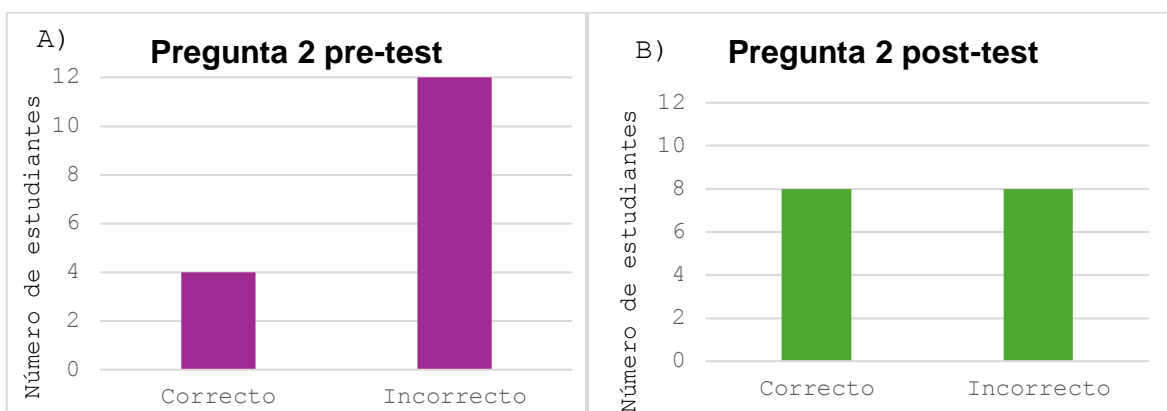 A)
Pregunta 2 pre-test
Número de estudiantes
12
10
8
6
4
2
0
Correcto Incorrecto
B)
Pregunta 2 post-test
Número de estudiantes
12
10
8
6
4
2
0
Correcto Incorrecto